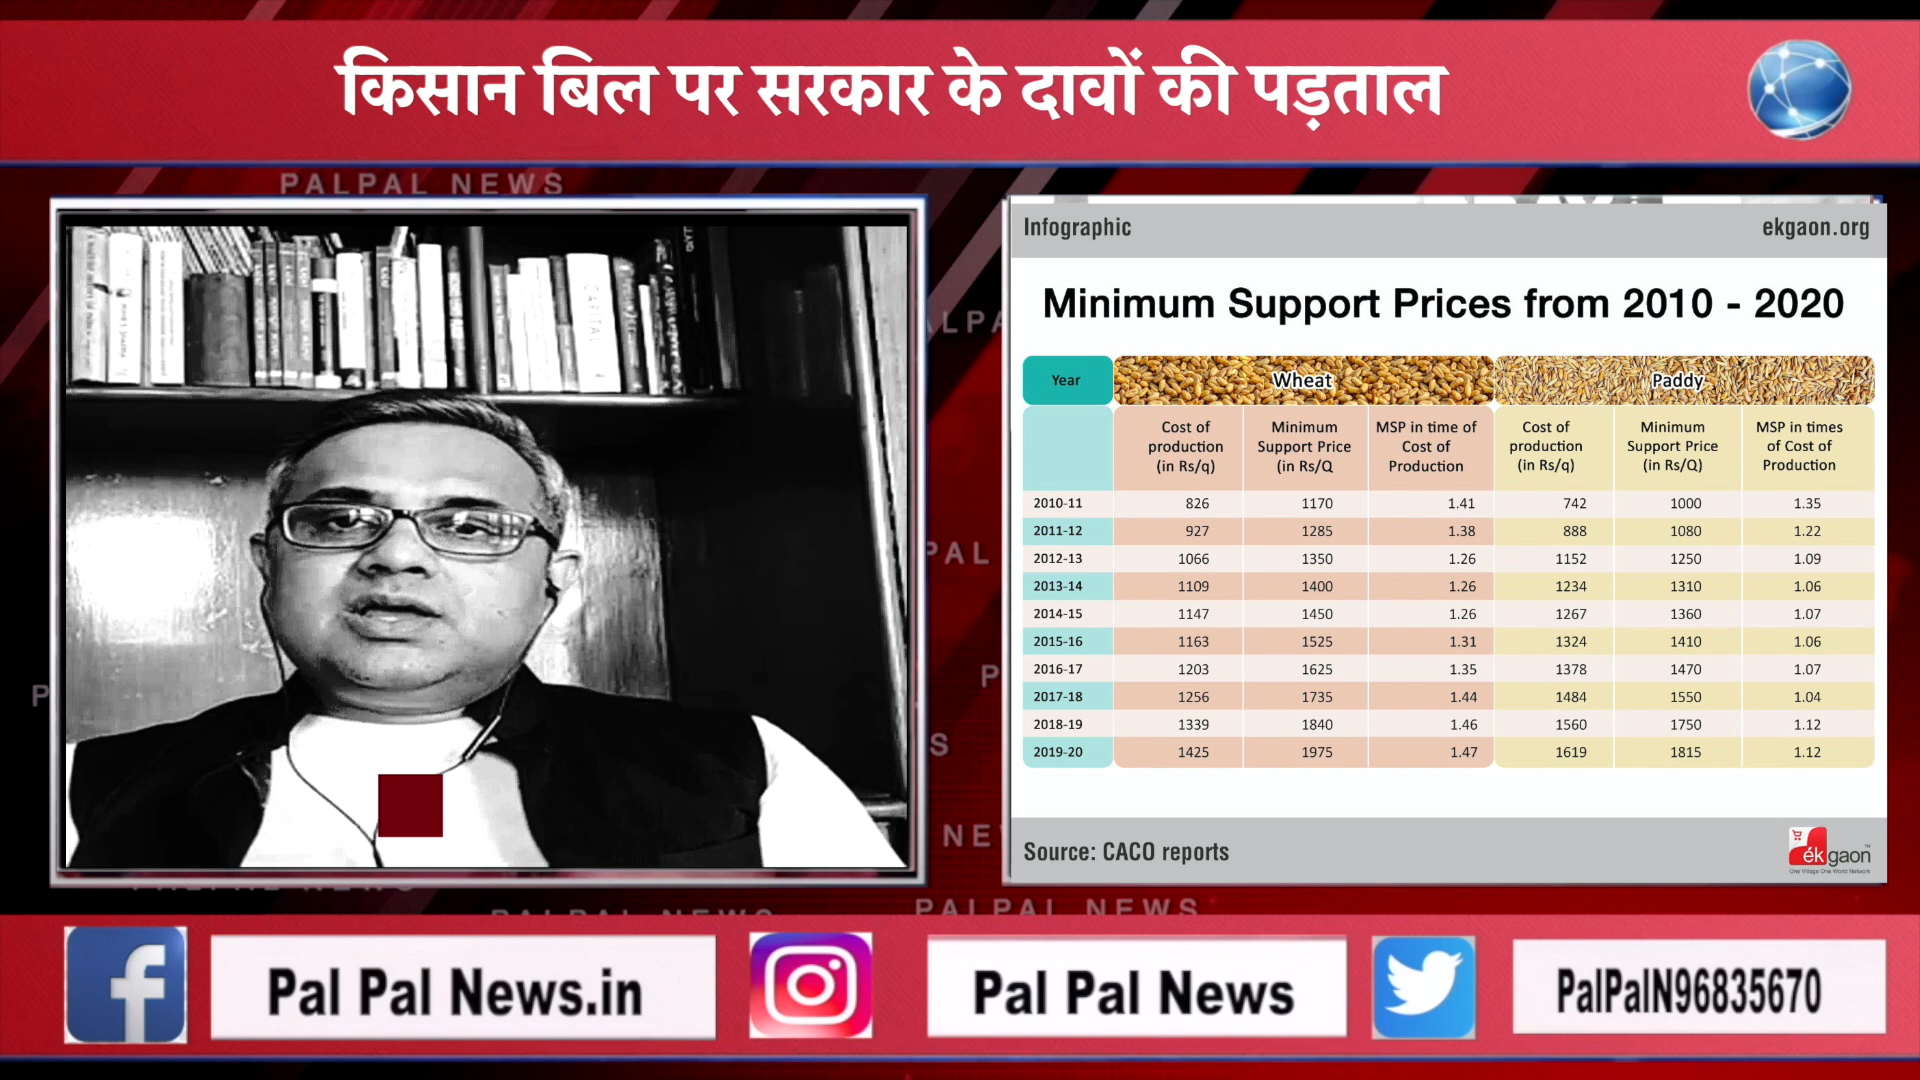 किसान बिल पर सरकार के दावों की पड़ताल
PALPAL NEWS
CAPITAL
Infographic
ekgaon.org
Minimum Support Prices from 2010 - 2020
Year Wheat Paddy
Cost of production (in Rs/q) Minimum Support Price (in Rs/Q MSP in time of Cost of Production Cost of production (in Rs/q) Minimum Support Price (in Rs/Q) MSP in times of Cost of Production
2010-11 826 1170 1.41 742 1000 1.35
2011-12 927 1285 1.38 888 1080 1.22
2012-13 1066 1350 1.26 1152 1250 1.09
2013-14 1109 1400 1.26 1234 1310 1.06
2014-15 1147 1450 1.26 1267 1360 1.07
2015-16 1163 1525 1.31 1324 1410 1.06
2016-17 1203 1625 1.35 1378 1470 1.07
2017-18 1256 1735 1.44 1484 1550 1.04
2018-19 1339 1840 1.46 1560 1750 1.12
2019-20 1425 1975 1.47 1619 1815 1.12
Source: CACO reports
ék gaon
One Village One World Network
PALPAL NEWS
Pal Pal News.in
Pal Pal News
PalPalN96835670